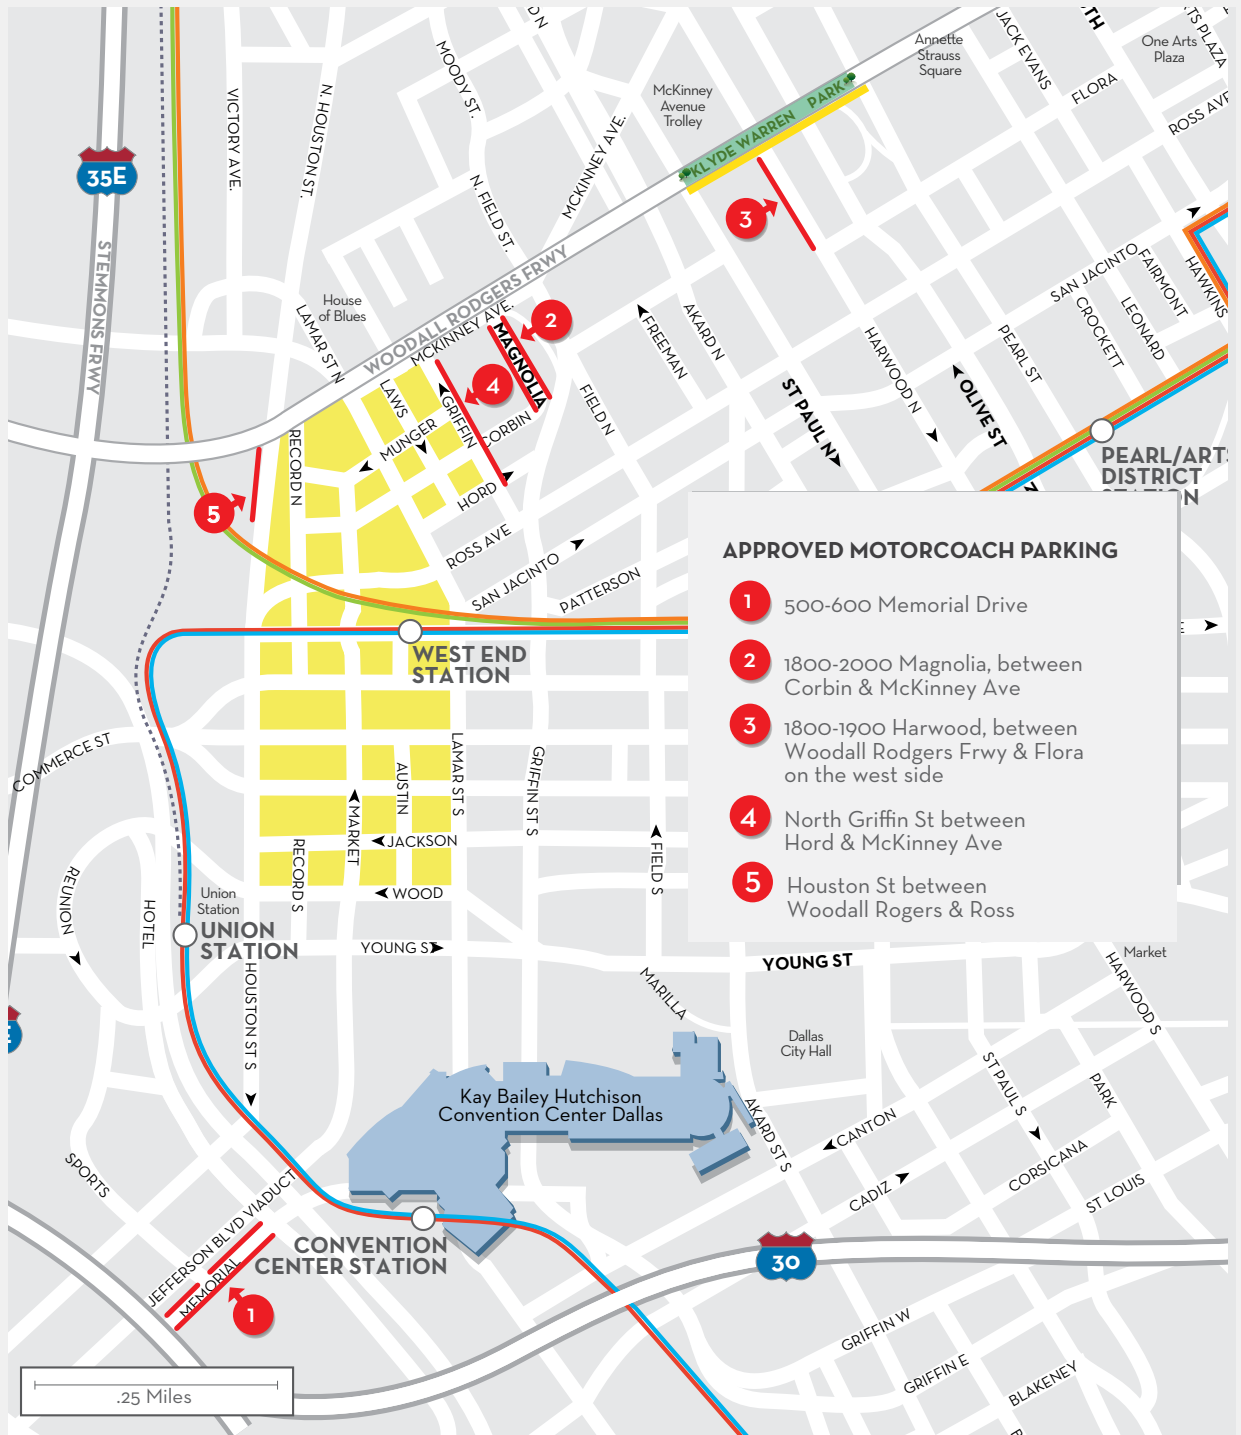 TH
D N
JACK EVANS
TS PLAZA
Annette
Strauss
Square
One Arts
Plaza
MOODY ST.
N. HOUSTON ST.
VICTORY AVE.
McKinney
Avenue
Trolley
KLYDE WARREN PARK
FLORA
ROSS AVE
MCKINNEY AVE.
35E
N. FIELD ST.
3
STEMMONS FRWY
WOODALL RODGERS FRWY
SAN JACINTO
FAIRMONT
HAWKINS
House
of Blues
LAMAR ST N
MCKINNEY AVE.
2
MAGNOLIA
FREEMAN
AKARD N
HARWOOD N
PEARL ST
CROCKETT
LEONARD
4
LAWS
GRIFFIN
CORBIN
FIELD N
ST PAUL N
OLIVE ST
MUNGER
RECORD N
HORD
5
PEARL/ARTS
DISTRICT
STATION
ROSS AVE
SAN JACINTO
PATTERSON
E
WEST END
STATION
APPROVED MOTORCOACH PARKING
1 500-600 Memorial Drive
2 1800-2000 Magnolia, between
Corbin & McKinney Ave
3 1800-1900 Harwood, between
Woodall Rodgers Frwy & Flora
on the west side
4 North Griffin St between
Hord & McKinney Ave
5 Houston St between
Woodall Rogers & Ross
COMMERCE ST
LAMAR ST S
GRIFFIN ST S
AUSTIN
MARKET
JACKSON
RECORD S
WOOD
FIELD S
REUNION
HOTEL
Union
Station
UNION
STATION
YOUNG ST
YOUNG ST
Market
HOUSTON ST S
MARILLA
HARWOOD S
Dallas
City Hall
ST PAUL S
PARK
Kay Bailey Hutchison
Convention Center Dallas
AKARD ST S
CANTON
CORSICANA
CADIZ
ST LOUIS
SPORTS
JEFFERSON BLVD VIADUCT
MEMORIAL
CONVENTION
CENTER STATION
30
1
GRIFFIN W
GRIFFIN E
BLAKENEY
.25 Miles